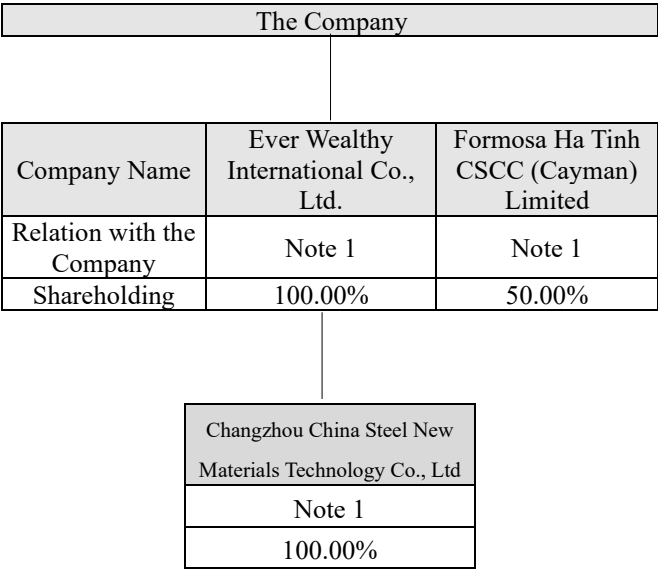 The Company
Company Name
Ever Wealthy
International Co.,
Ltd.
Formosa Ha Tinh
CSCC (Cayman)
Limited
Relation with the
Company
Note 1
Note 1
Shareholding
100.00%
50.00%
Changzhou China Steel New
Materials Technology Co., Ltd
Note 1
100.00%